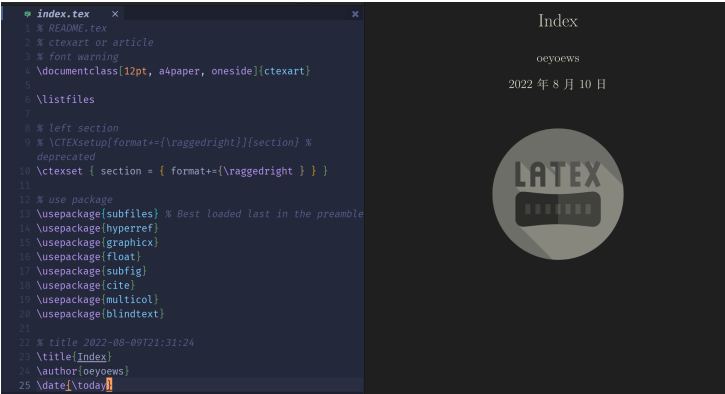 index.tex
1 % README.tex
2 % ctexart or article
3 % font warning
4 \documentclass[12pt, a4paper, oneside]{ctexart}
5
6 \listfiles
7
8 % left section
9 % \CTEXsetup[format+={\raggedright}]{section} %
deprecated
10 \ctexset { section = { format+={\raggedright } } }
11
12 % use package
13 \usepackage{subfiles} % Best loaded last in the preamble
14 \usepackage{hyperref}
15 \usepackage{graphicx}
16 \usepackage{float}
17 \usepackage{subfig}
18 \usepackage{cite}
19 \usepackage{multicol}
20 \usepackage{blindtext}
21
22 % title 2022-08-09T21:31:24
23 \title{Index}
24 \author{oeyoews}
25 \date{\today}
Index
oeyoews
2022 年 8 月 10 日
LATEX